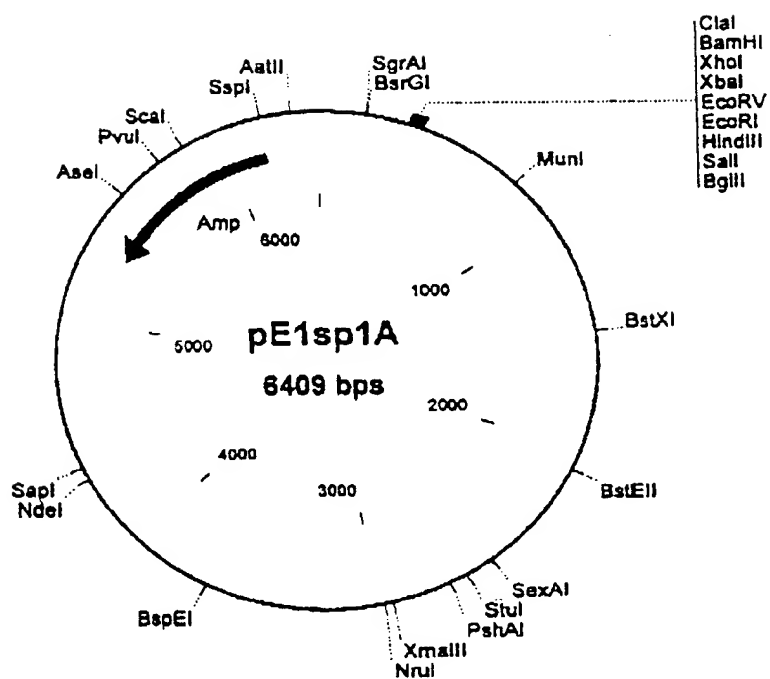 ClaI
BamHI
XhoI
XbaI
EcoRV
EcoRI
HindIII
SalI
BglII
SgrAI
BsrGI
AatII
SspI
ScaI
PvuI
AseI
MunI
Amp
6000
1000
BstXI
5000
pE1sp1A
6409 bps
2000
4000
3000
SapI
NdeI
BstEII
BspEI
SexAI
StuI
PshAI
XmaIII
NruI